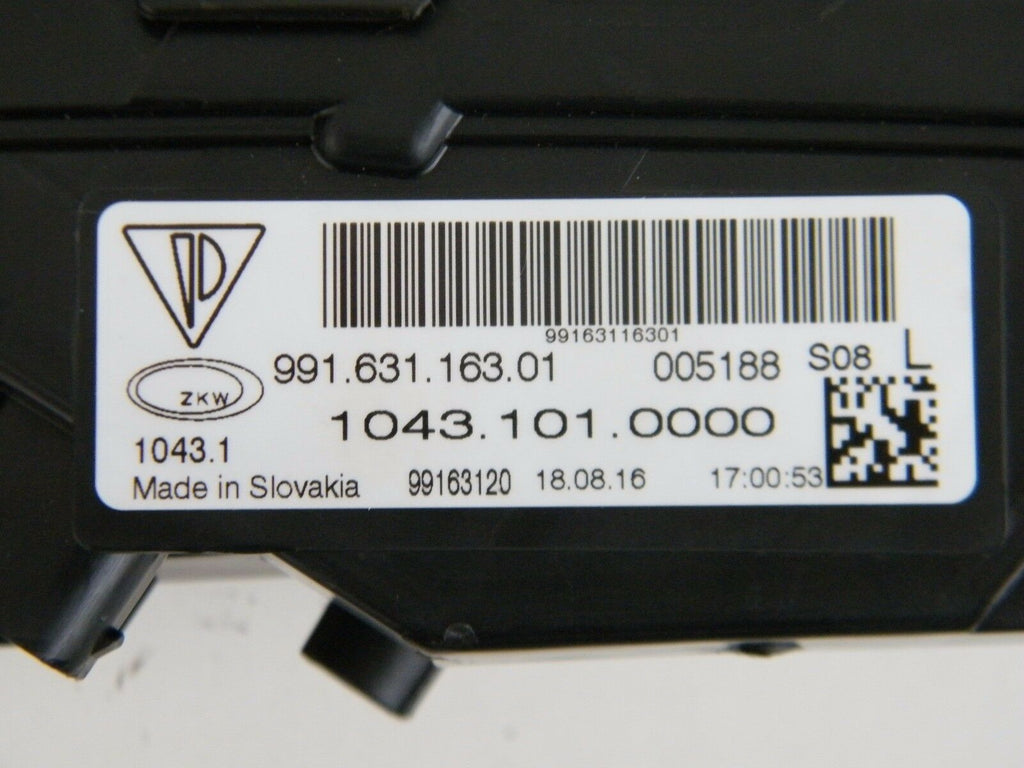 99163116301
991.631.163.01 005188 S08 L
ZKW
1043.101.0000
1043.1
Made in Slovakia 99163120 18.08.16 17:00:53